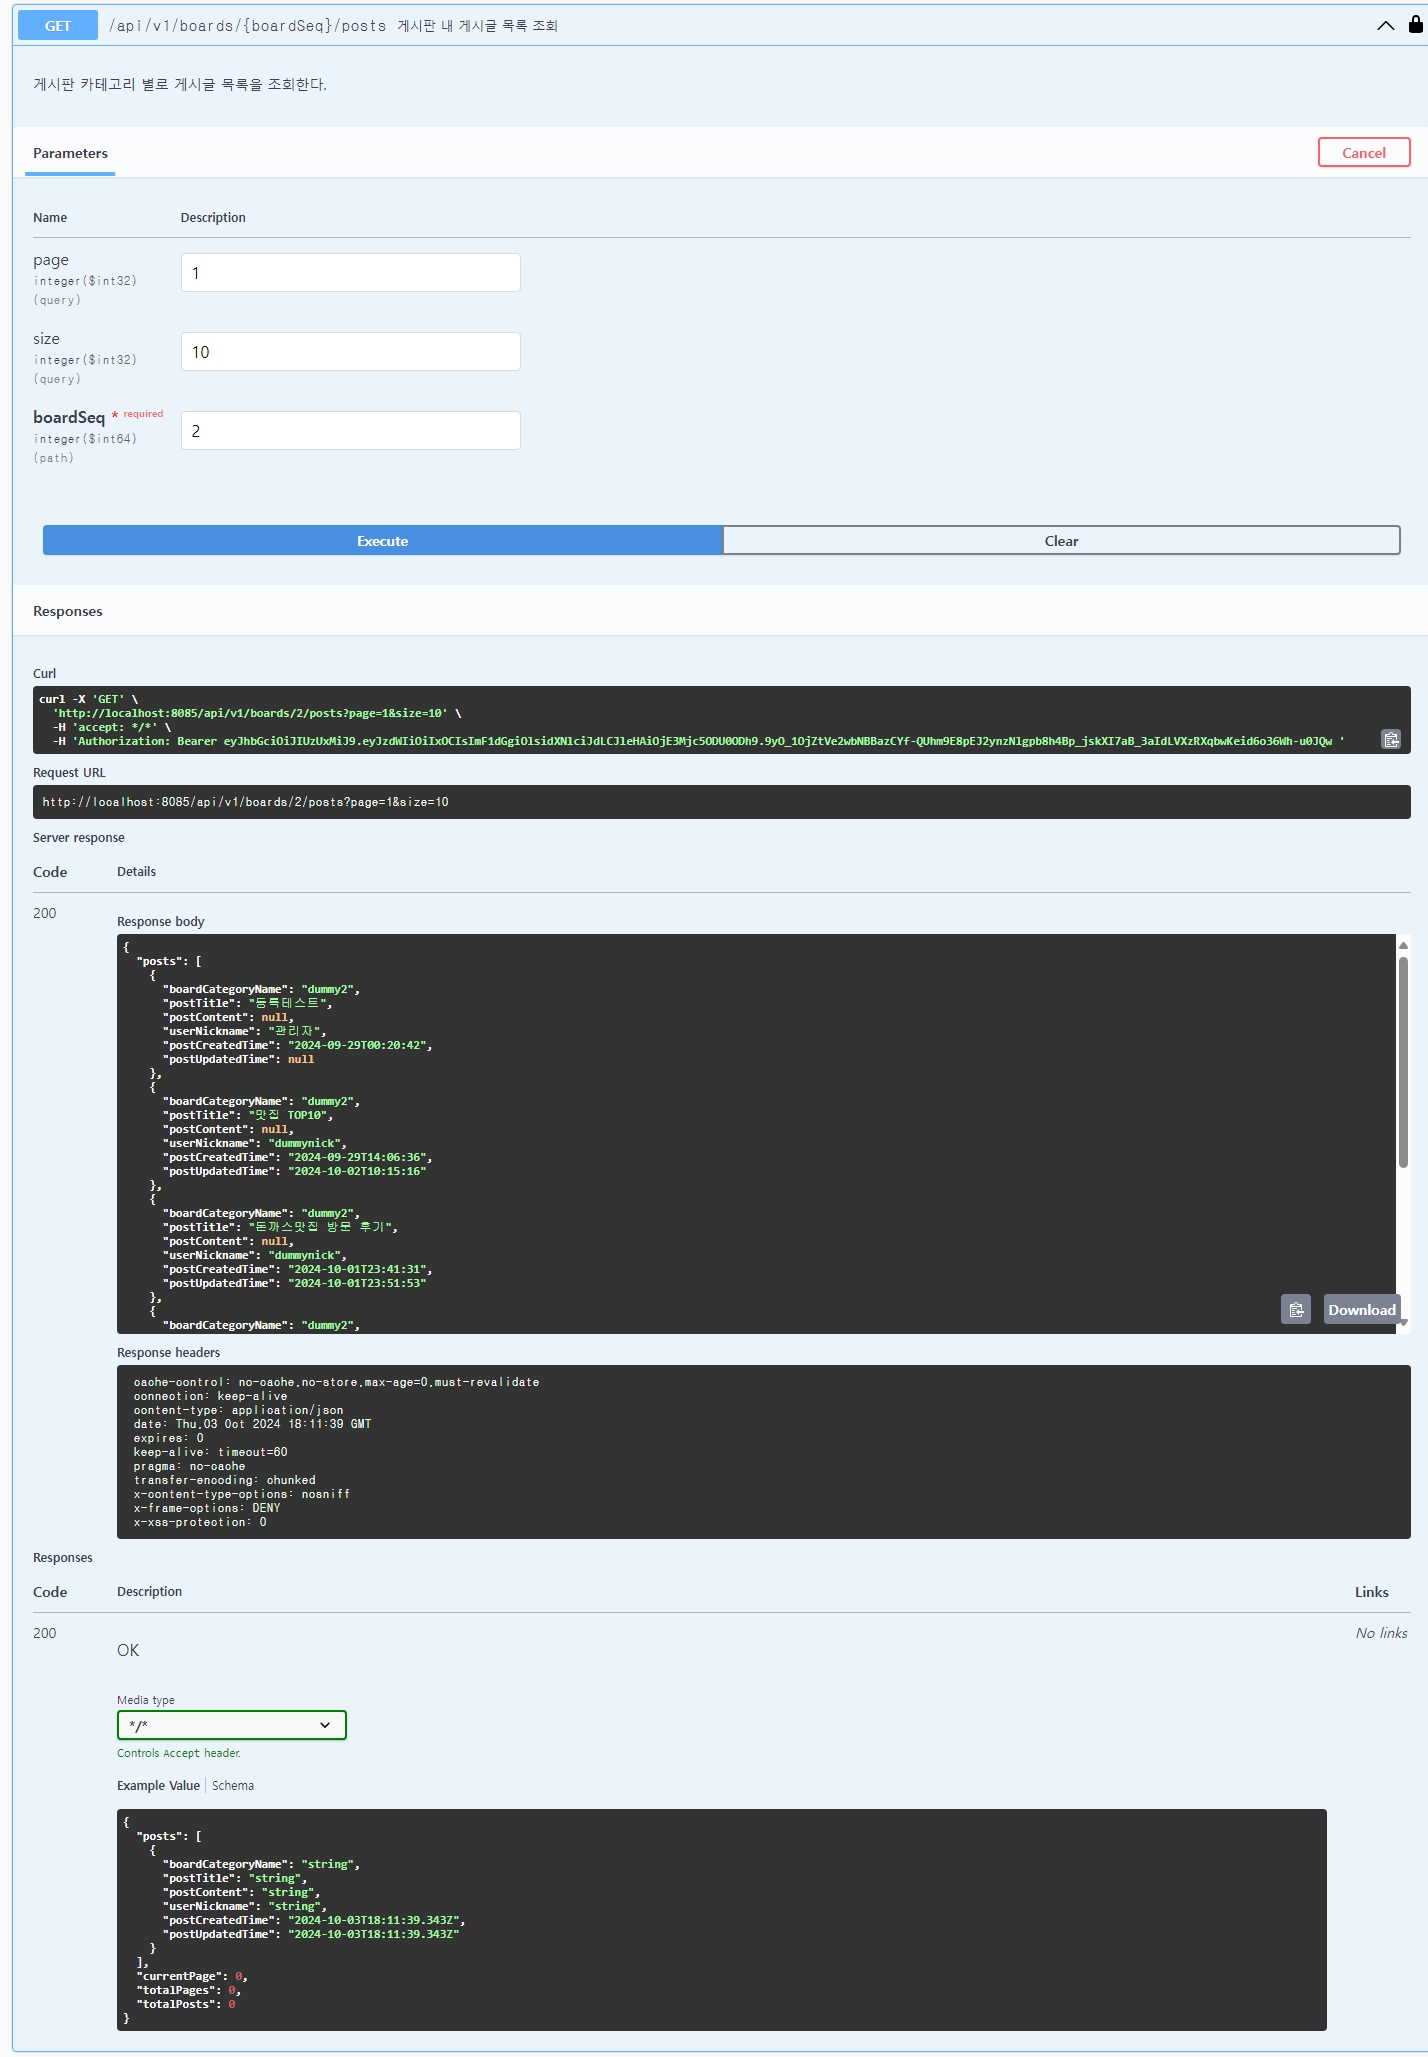 GET /api/v1/boards/{boardSeq}/posts 게시판 내 게시글 목록 조회
게시판 카테고리 별로 게시글 목록을 조회한다.
Parameters
Cancel
Name Description
page
integer($int32)
(query)
1
size
integer($int32)
(query)
10
boardSeq * required
integer($int64)
(path)
2
Execute
Clear
Responses
Curl
curl -X 'GET' \
'http://localhost:8085/api/v1/boards/2/posts?page=1&size=10' \
-H 'accept: */*' \
-H 'Authorization: Bearer
Request URL
http://localhost:8085/api/v1/boards/2/posts?page=1&size=10
Server response
Code Details
200
Response body
{
"posts": [
{
"boardCategoryName": "dummy2",
"postTitle": "등록테스트",
"postContent": null,
"userNickname": "관리자",
"postCreatedTime": "2024-09-29T00:20:42",
"postUpdatedTime": null
},
{
"boardCategoryName": "dummy2",
"postTitle": "맛집 TOP10",
"postContent": null,
"userNickname": "dummynick",
"postCreatedTime": "2024-09-29T14:06:36",
"postUpdatedTime": "2024-10-02T10:15:16"
},
{
"boardCategoryName": "dummy2",
"postTitle": "돈까스맛집 방문 후기",
"postContent": null,
"userNickname": "dummynick",
"postCreatedTime": "2024-10-01T23:41:31",
"postUpdatedTime": "2024-10-01T23:51:53"
},
{
"boardCategoryName": "dummy2",
Download
Response headers
cache-control: no-cache,no-store,max-age=0,must-revalidate
connection: keep-alive
content-type: application/json
date: Thu,03 Oct 2024 18:11:39 GMT
expires: 0
keep-alive: timeout=60
pragma: no-cache
transfer-encoding: chunked
x-content-type-options: nosniff
x-frame-options: DENY
x-xss-protection: 0
Responses
Code Description Links
200
OK
No links
Media type
*/*
Controls Accept header.
Example Value Schema
{
"posts": [
{
"boardCategoryName": "string",
"postTitle": "string",
"postContent": "string",
"userNickname": "string",
"postCreatedTime": "2024-10-03T18:11:39.343Z",
"postUpdatedTime": "2024-10-03T18:11:39.343Z"
}
],
"currentPage": 0,
"totalPages": 0,
"totalPosts": 0
}